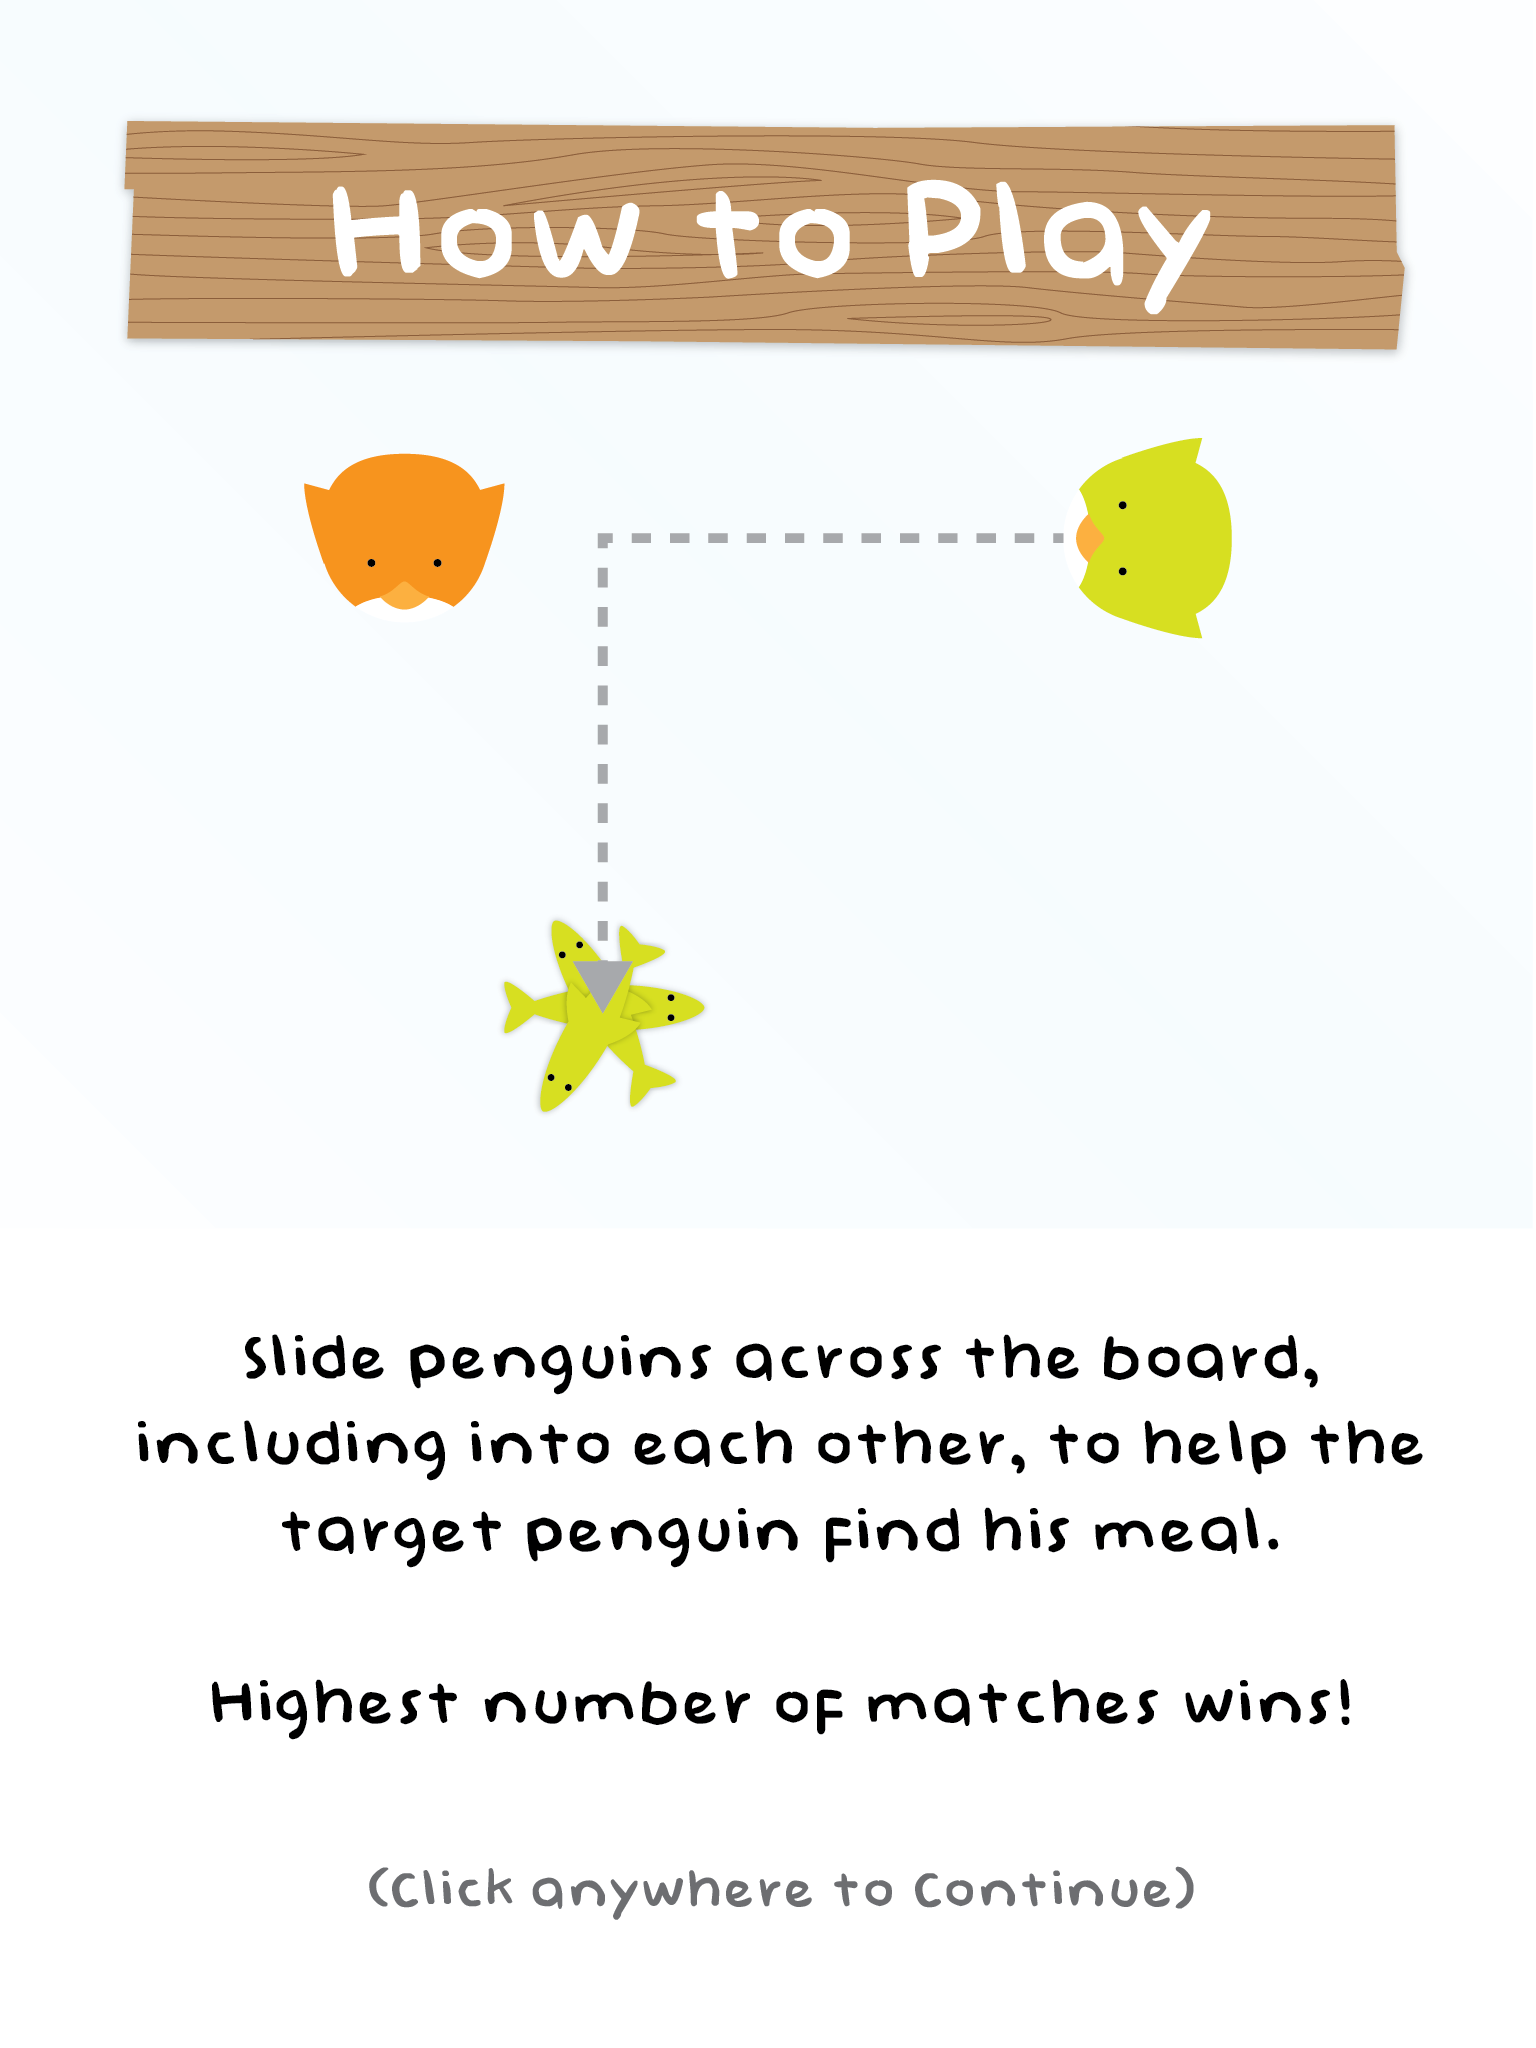 How to Play
Slide penguins across the board,
including into each other, to help the
target penguin find his meal.
Highest number of matches wins!
(Click anywhere to Continue)